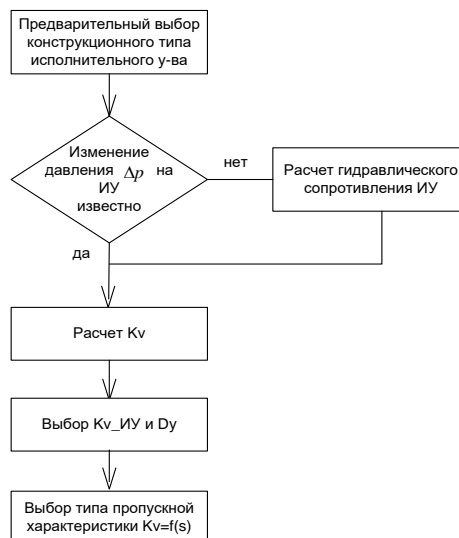 Предварительный выбор
конструкционного типа
исполнительного у-ва
Изменение
давления Δp на
ИУ
известно
нет
Расчет гидравлического
сопротивления ИУ
да
Расчет Kv
Выбор Kv_ИУ и Dy
Выбор типа пропускной
характеристики Kv=f(s)